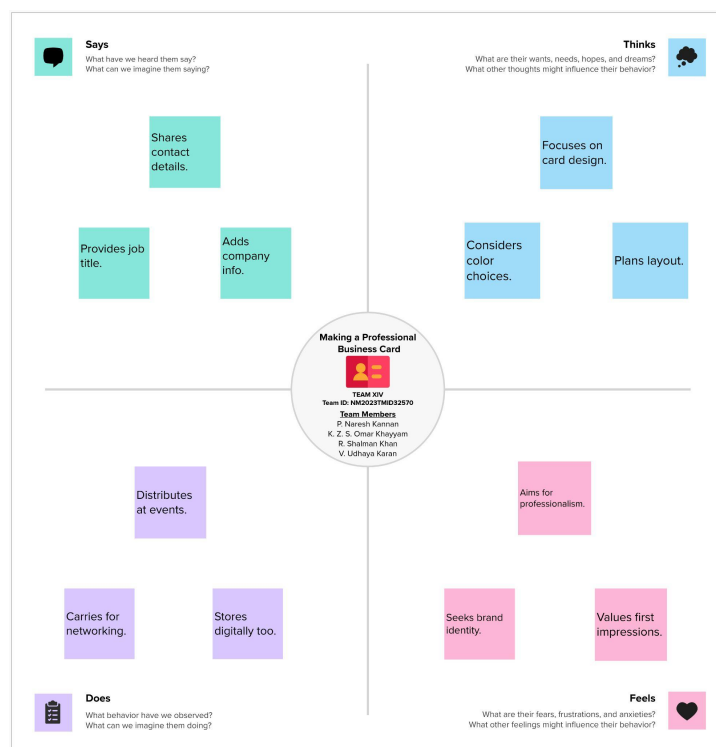 Says
What have we heard them say?
What can we imagine them saying?
Thinks
What are their wants, needs, hopes, and dreams?
What other thoughts might influence their behavior?
Shares
contact
details.
Provides job
title.
Adds
company
info.
Focuses on
card design.
Considers
color
choices.
Plans layout.
Making a Professional
Business Card
TEAM XIV
Team ID: NM2023TMID32570
Team Members
P. Naresh Kannan
K. Z. S. Omar Khayyam
R. Shalman Khan
V. Udhaya Karan
Distributes
at events.
Carries for
networking.
Stores
digitally too.
Aims for
professionalism.
Seeks brand
identity.
Values first
impressions.
Does
What behavior have we observed?
What can we imagine them doing?
Feels
What are their fears, frustrations, and anxieties?
What other feelings might influence their behavior?